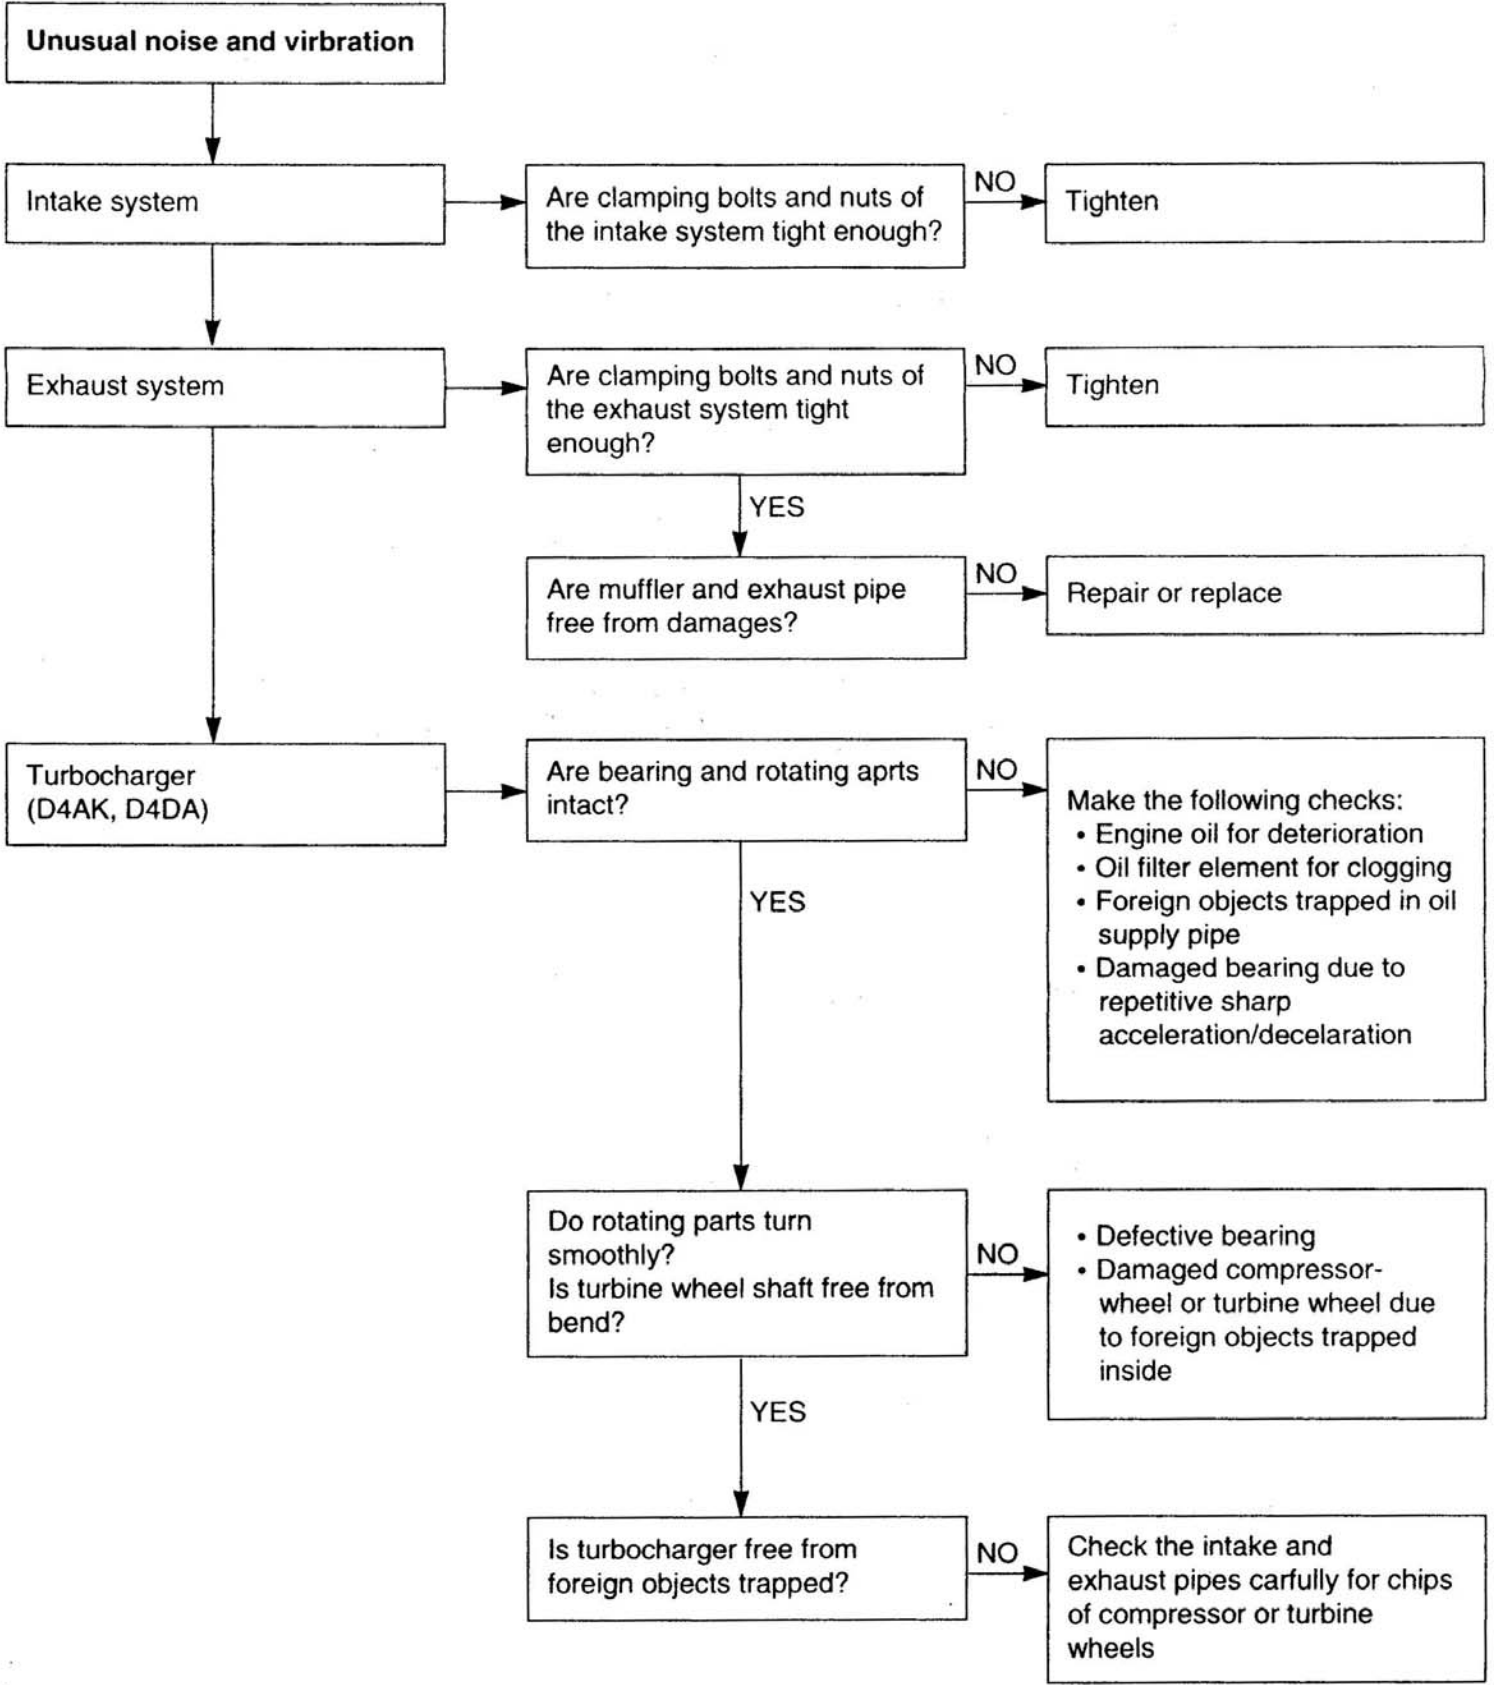 Unusual noise and virbration
Intake system
Are clamping bolts and nuts of
the intake system tight enough?
NO
Tighten
Exhaust system
Are clamping bolts and nuts of
the exhaust system tight
enough?
NO
Tighten
YES
Are muffler and exhaust pipe
free from damages?
NO
Repair or replace
Turbocharger
(D4AK, D4DA)
Are bearing and rotating aprts
intact?
NO
Make the following checks:
• Engine oil for deterioration
• Oil filter element for clogging
• Foreign objects trapped in oil
supply pipe
• Damaged bearing due to
repetitive sharp
acceleration/decelaration
YES
Do rotating parts turn
smoothly?
Is turbine wheel shaft free from
bend?
NO
• Defective bearing
• Damaged compressor-
wheel or turbine wheel due
to foreign objects trapped
inside
YES
Is turbocharger free from
foreign objects trapped?
NO
Check the intake and
exhaust pipes carfully for chips
of compressor or turbine
wheels